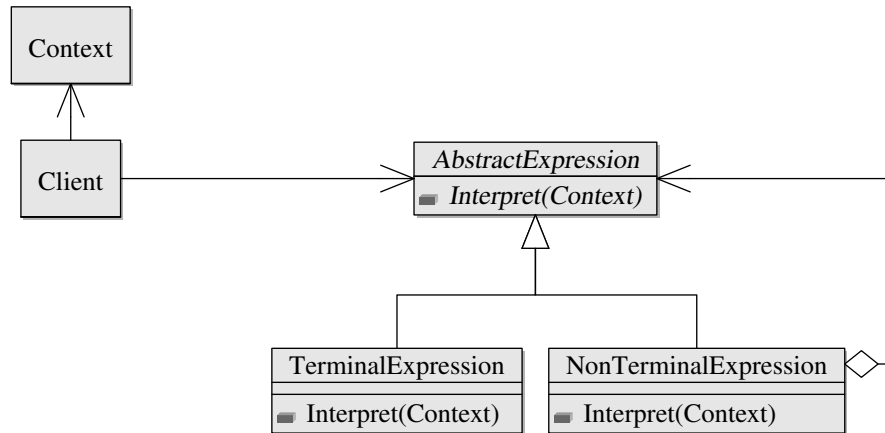 Context
Client
AbstractExpression
Interpret(Context)
TerminalExpression
Interpret(Context)
NonTerminalExpression
Interpret(Context)